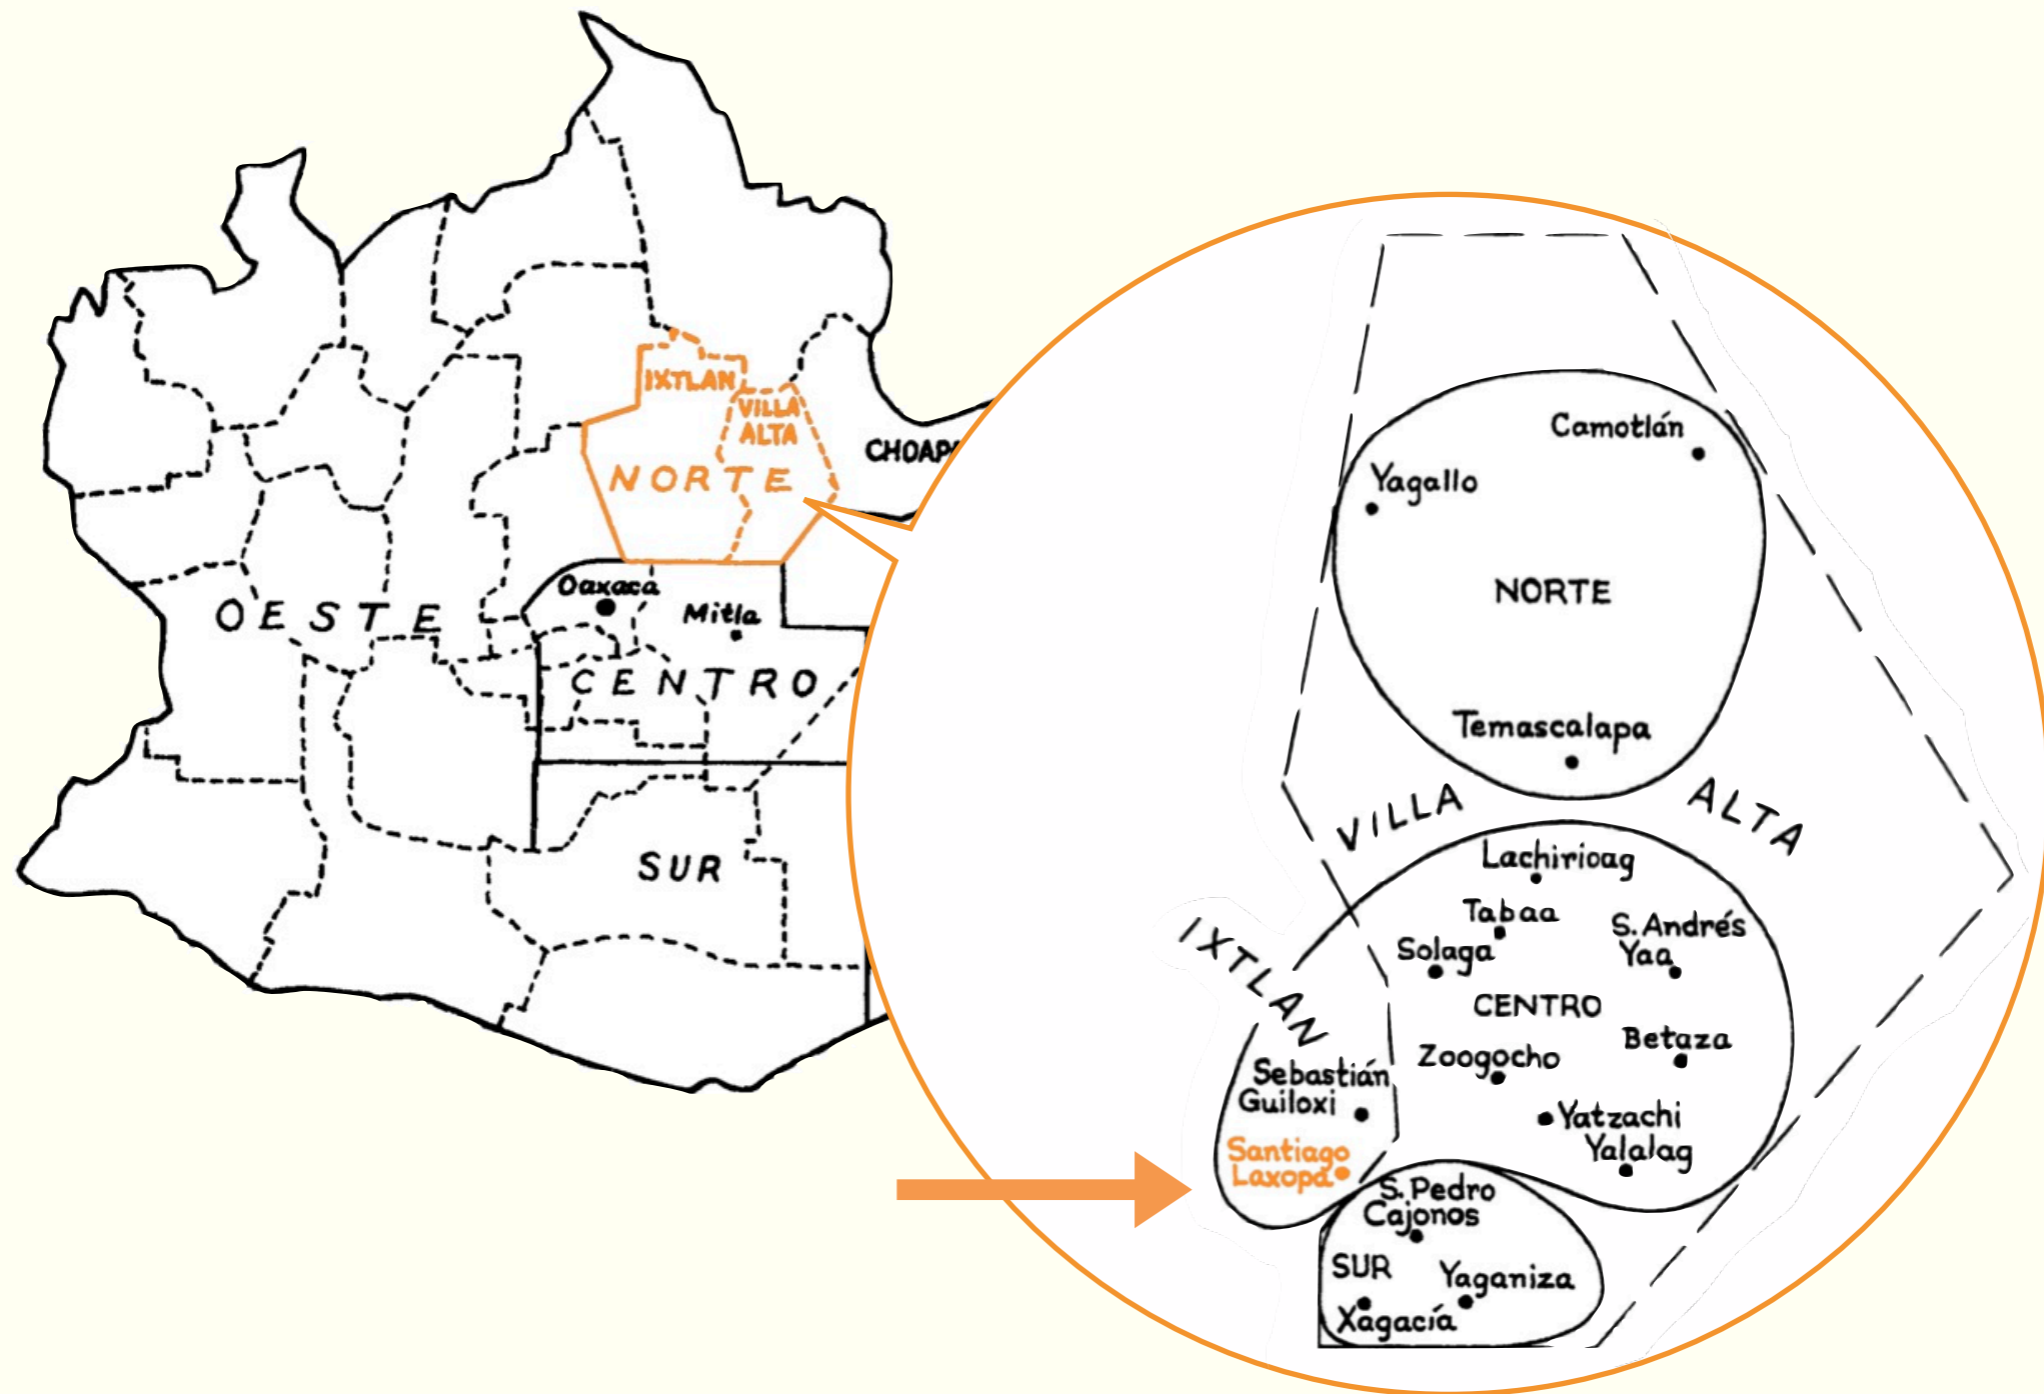 IXTLAN
VILLA
ALTA
NORTE
CHOAP
OESTE
Oaxaca
Mitla
CENTRO
SUR
Camotlán
Yagallo
NORTE
Temascalapa
VILLA ALTA
Lachirioag
Tabaa
S. Andrés
Yaa
Solaga
IXTLAN
CENTRO
Betaza
Zoogocho
Sebastián
Guiloxi
Yatzachi
Yalalag
Santiago
Laxopa
S. Pedro
Cajonos
SUR
Yaganiza
Xagacía